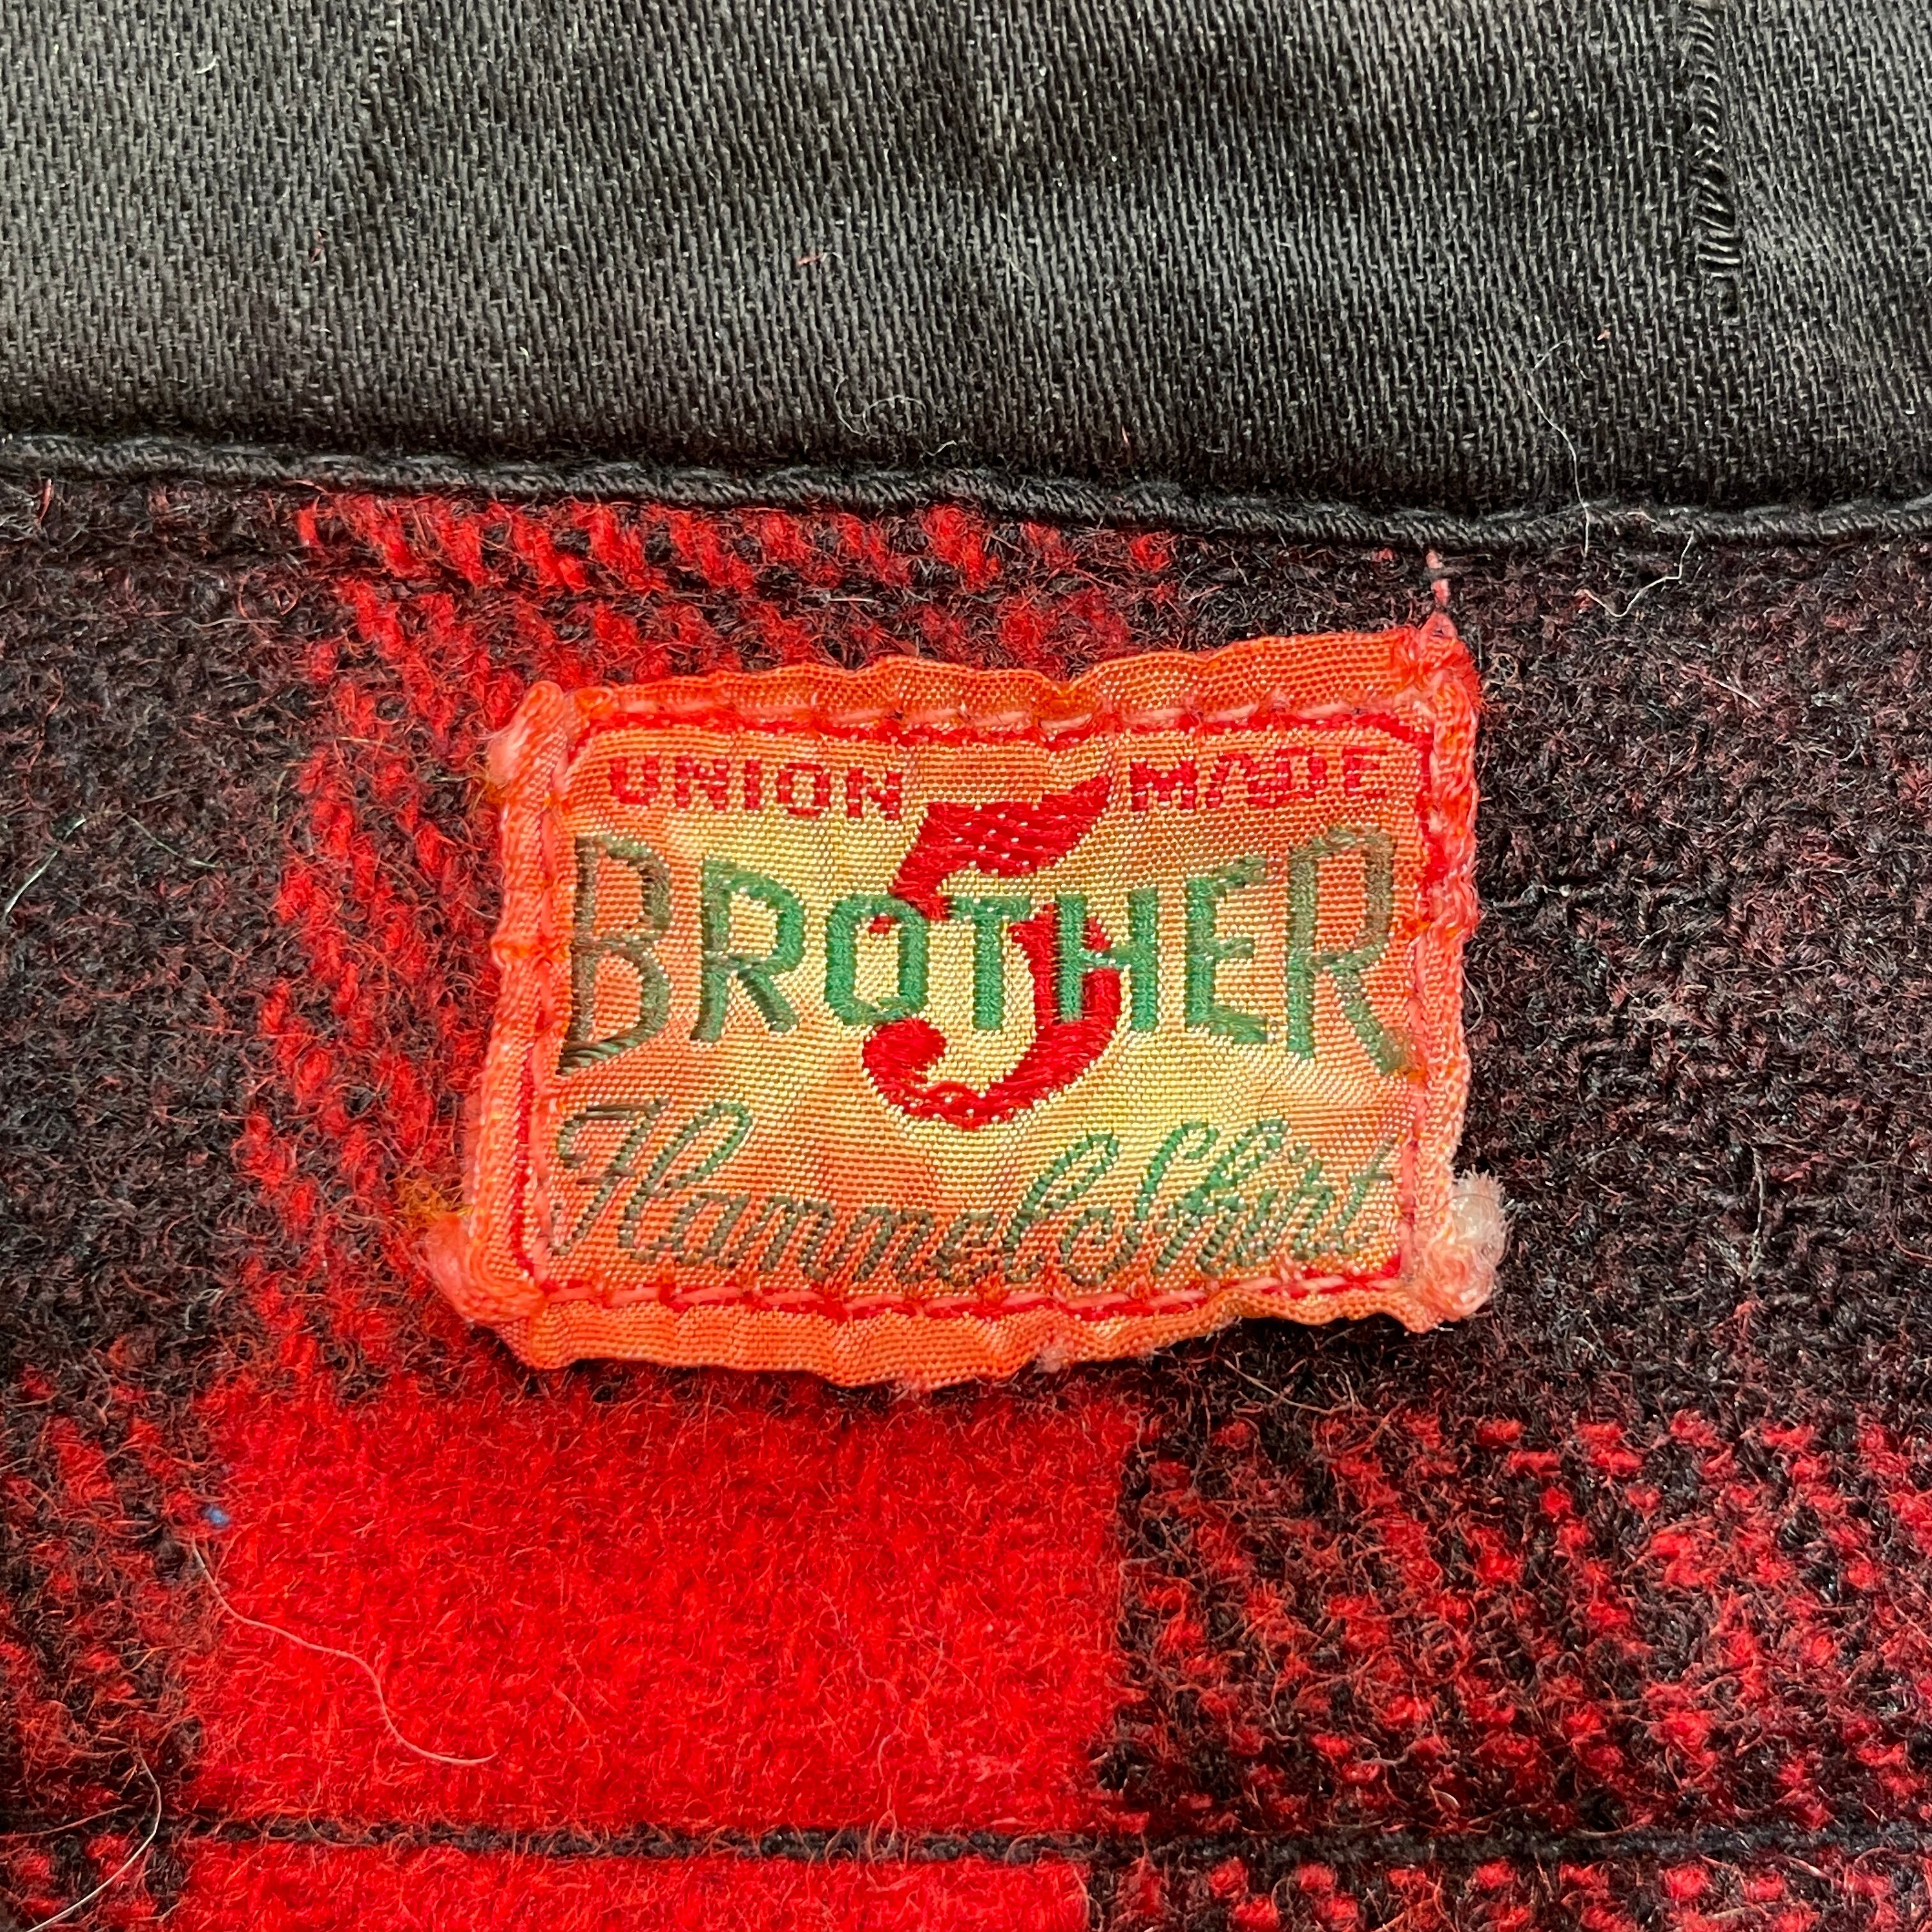 UNION MADE
5
BROTHER
Flannel Shirt